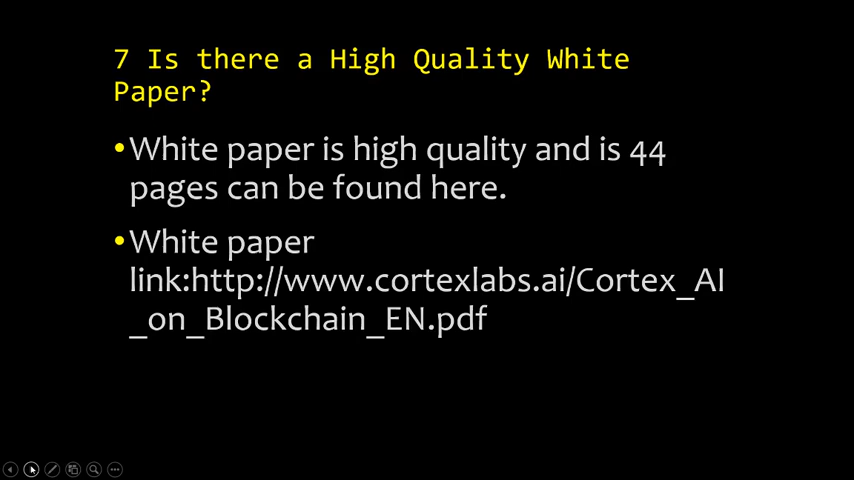 7 Is there a High Quality White
Paper?
•White paper is high quality and is 44
pages can be found here.
•White paper
link:http://www.cortexlabs.ai/Cortex_AI
_on_Blockchain_EN.pdf